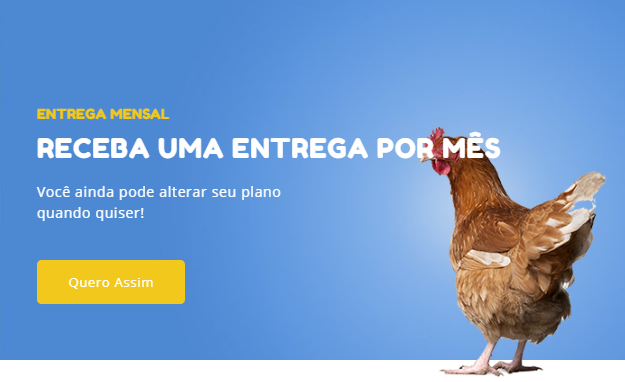 ENTREGA MENSAL
RECEBA UMA ENTREGA POR MÊS
Você ainda pode alterar seu plano
quando quiser!
Quero Assim